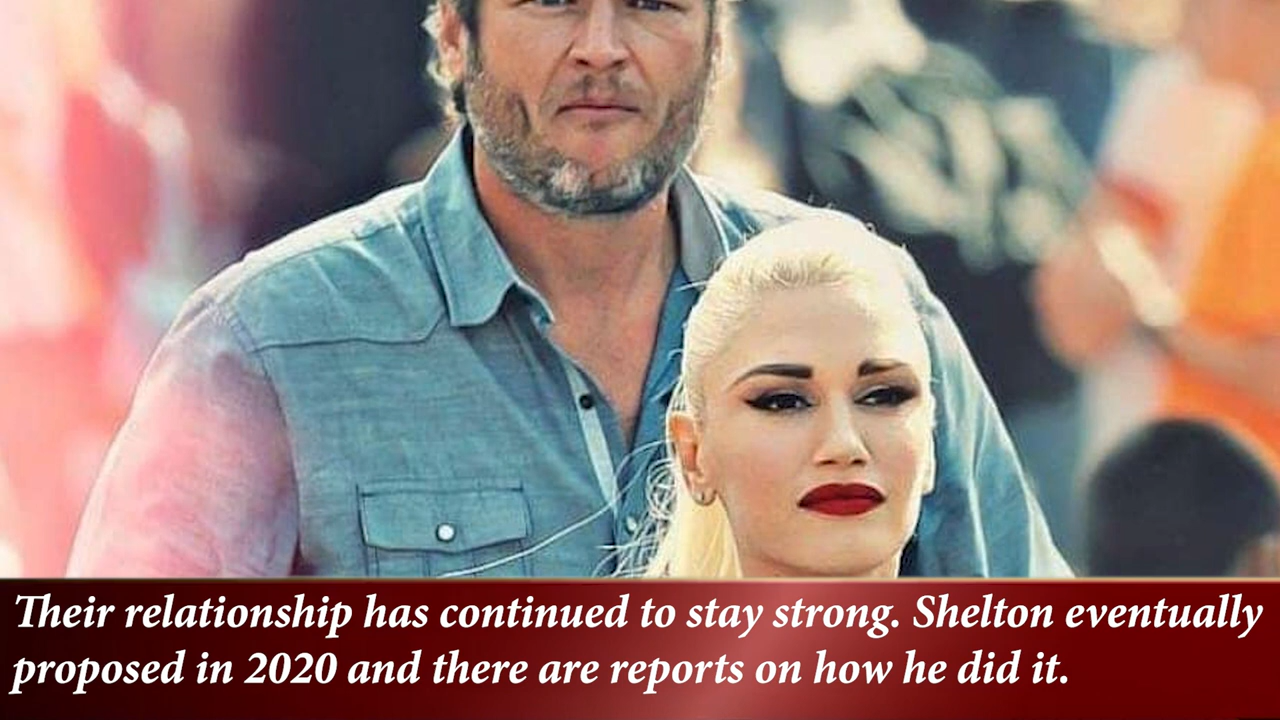 Their relationship has continued to stay strong. Shelton eventually
proposed in 2020 and there are reports on how he did it.